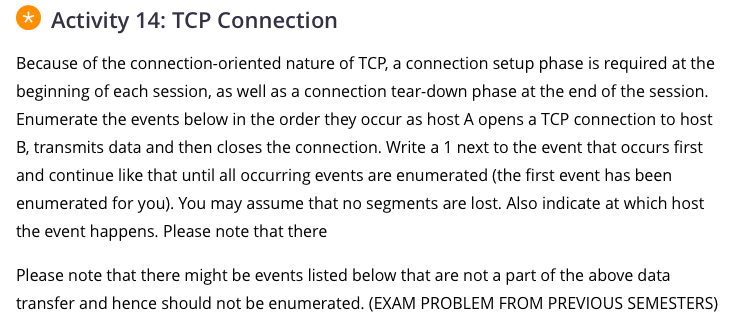 Activity 14: TCP Connection
Because of the connection-oriented nature of TCP, a connection setup phase is required at the
beginning of each session, as well as a connection tear-down phase at the end of the session.
Enumerate the events below in the order they occur as host A opens a TCP connection to host
B, transmits data and then closes the connection. Write a 1 next to the event that occurs first
and continue like that until all occurring events are enumerated (the first event has been
enumerated for you). You may assume that no segments are lost. Also indicate at which host
the event happens. Please note that there
Please note that there might be events listed below that are not a part of the above data
transfer and hence should not be enumerated. (EXAM PROBLEM FROM PREVIOUS SEMESTERS)